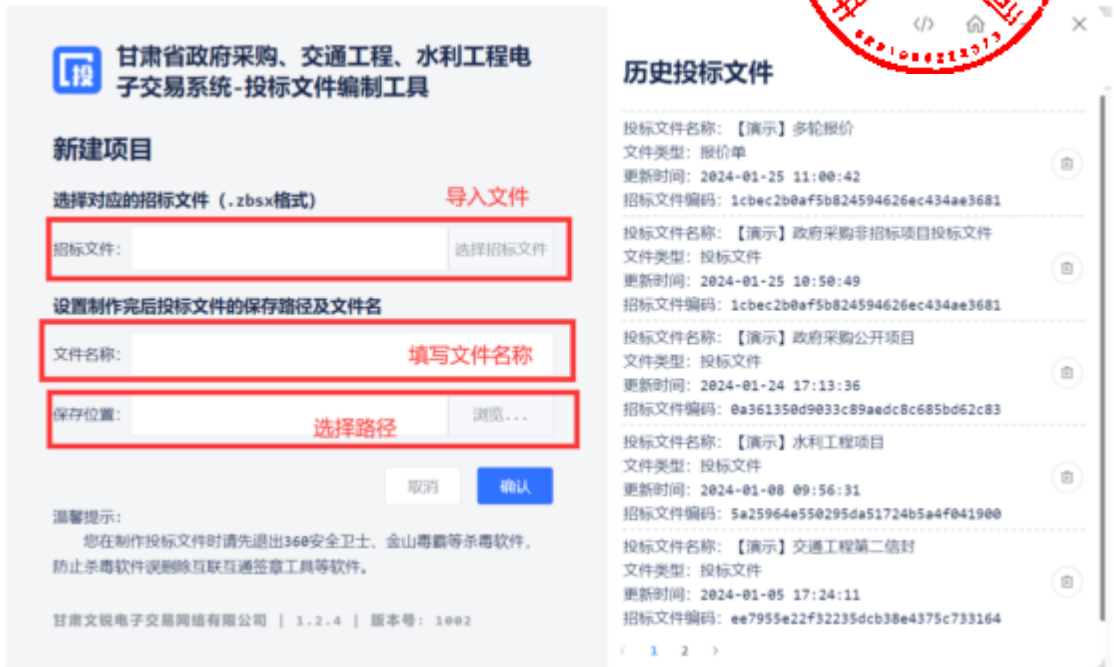 甘肃省政府采购、交通工程、水利工程电
子交易系统-投标文件编制工具
新建项目
选择对应的招标文件（.zbsx格式）
导入文件
招标文件：
选择招标文件
设置制作完后投标文件的保存路径及文件名
文件名称：
填写文件名称
保存位置：
浏览...
选择路径
取消
确认
温馨提示：
您在制作投标文件时请先退出360安全卫士、金山毒霸等杀毒软件，
防止杀毒软件误删除互联互通签章工具等软件。
甘肃文锐电子交易网络有限公司 | 1.2.4 | 版本号：1002
历史投标文件
投标文件名称：【演示】多轮报价
文件类型：报价单
更新时间：2024-01-25 11:00:42
招标文件编码：1cbec2b0af5b824594626ec434ae3681
投标文件名称：【演示】政府采购非招标项目投标文件
文件类型：投标文件
更新时间：2024-01-25 10:50:49
招标文件编码：1cbec2b0af5b824594626ec434ae3681
投标文件名称：【演示】政府采购公开项目
文件类型：投标文件
更新时间：2024-01-24 17:13:36
招标文件编码：0a361350d9033c89aedc8c685bd62c83
投标文件名称：【演示】水利工程项目
文件类型：投标文件
更新时间：2024-01-08 09:56:31
招标文件编码：5a25964e550295da51724b5a4f041900
投标文件名称：【演示】交通工程第二信封
文件类型：投标文件
更新时间：2024-01-05 17:24:11
招标文件编码：ee7955e22f32235dcb38e4375c733164
1 2